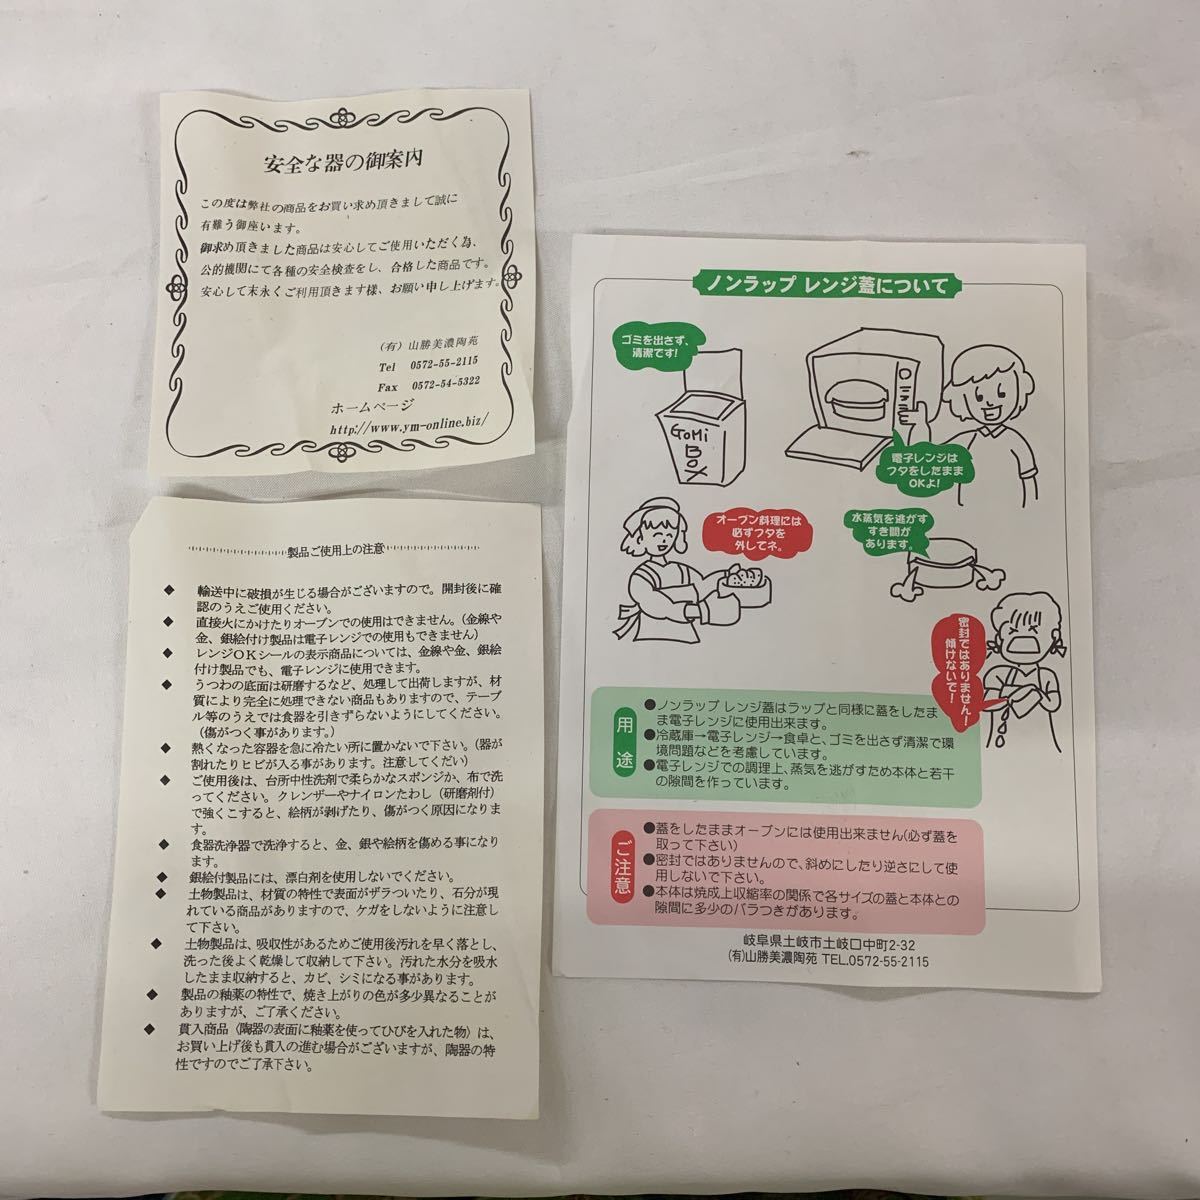 安全な器の御案内
この度は弊社の商品をお買い求め頂きまして誠に
有難う御座います。
御求め頂きました商品は安心してご使用いただく為、
公的機関にて各種の安全検査をし、合格した商品です。
安心して末永くご利用頂きます様、お願い申し上げます。
(有) 山勝美濃陶苑
Tel 0572-55-2115
Fax 0572-54-5322
ホームページ
http://www.ym-online.biz/
製品ご使用上の注意
◆ 輸送中に破損が生じる場合がございますので。開封後に確
認のうえご使用ください。
◆ 直接火にかけたりオーブンでの使用はできません。(金線や
金、銀絵付け製品は電子レンジでの使用もできません)
◆ レンジOKシールの表示商品については、金線や金、銀絵
付け製品でも、電子レンジに使用できます。
◆ うつわの底面は研磨するなど、処理して出荷しますが、材
質により完全に処理できない商品もありますので、テーブ
ル等のうえでは食器を引きずらないようにしてください。
(傷がつく事があります。)
◆ 熱くなった容器を急に冷たい所に置かないで下さい。(器が
割れたりヒビが入る事があります。注意してくだい)
◆ ご使用後は、台所中性洗剤で柔らかなスポンジか、布で洗
ってください。クレンザーやナイロンたわし(研磨剤付)
で強くこすると、絵柄が剥げたり、傷がつく原因になりま
す。
◆ 食器洗浄器で洗浄すると、金、銀や絵柄を傷める事になり
ます。
◆ 銀絵付製品には、漂白剤を使用しないでください。
◆ 土物製品は、材質の特性で表面がザラついたり、石分が現
れている商品がありますので、ケガをしないように注意し
て下さい。
◆ 土物製品は、吸収性があるためご使用後汚れを早く落とし、
洗った後よく乾燥して収納して下さい。汚れた水分を吸水
したまま収納すると、カビ、シミになる事があります。
◆ 製品の釉薬の特性で、焼き上がりの色が多少異なることが
ありますが、ご了承ください。
◆ 貫入商品(陶器の表面に釉薬を使ってひびを入れた物)は、
お買い上げ後も貫入の進む場合がございますが、陶器の特
性ですのでご了承下さい。
ノンラップ レンジ蓋について
ゴミを出さず、
清潔です!
GOMI
BOX
電子レンジは
フタをしたまま
OKよ!
オーブン料理には
必ずフタを
外してネ。
水蒸気を逃がす
すき間が
あります。
密封ではありません!
傾けないで!
用途
●ノンラップ レンジ蓋はラップと同様に蓋をしたま
ま電子レンジに使用出来ます。
●冷蔵庫→電子レンジ→食卓と、ゴミを出さず清潔で環
境問題などを考慮しています。
●電子レンジでの調理上、蒸気を逃がすため本体と若干
の隙間を作っています。
ご注意
●蓋をしたままオーブンには使用出来ません(必ず蓋を
取って下さい)
●密封ではありませんので、斜めにしたり逆さにして使
用しないで下さい。
●本体は焼成上収縮率の関係で各サイズの蓋と本体との
隙間に多少のバラつきがあります。
岐阜県土岐市土岐口中町2-32
(有)山勝美濃陶苑 TEL.0572-55-2115